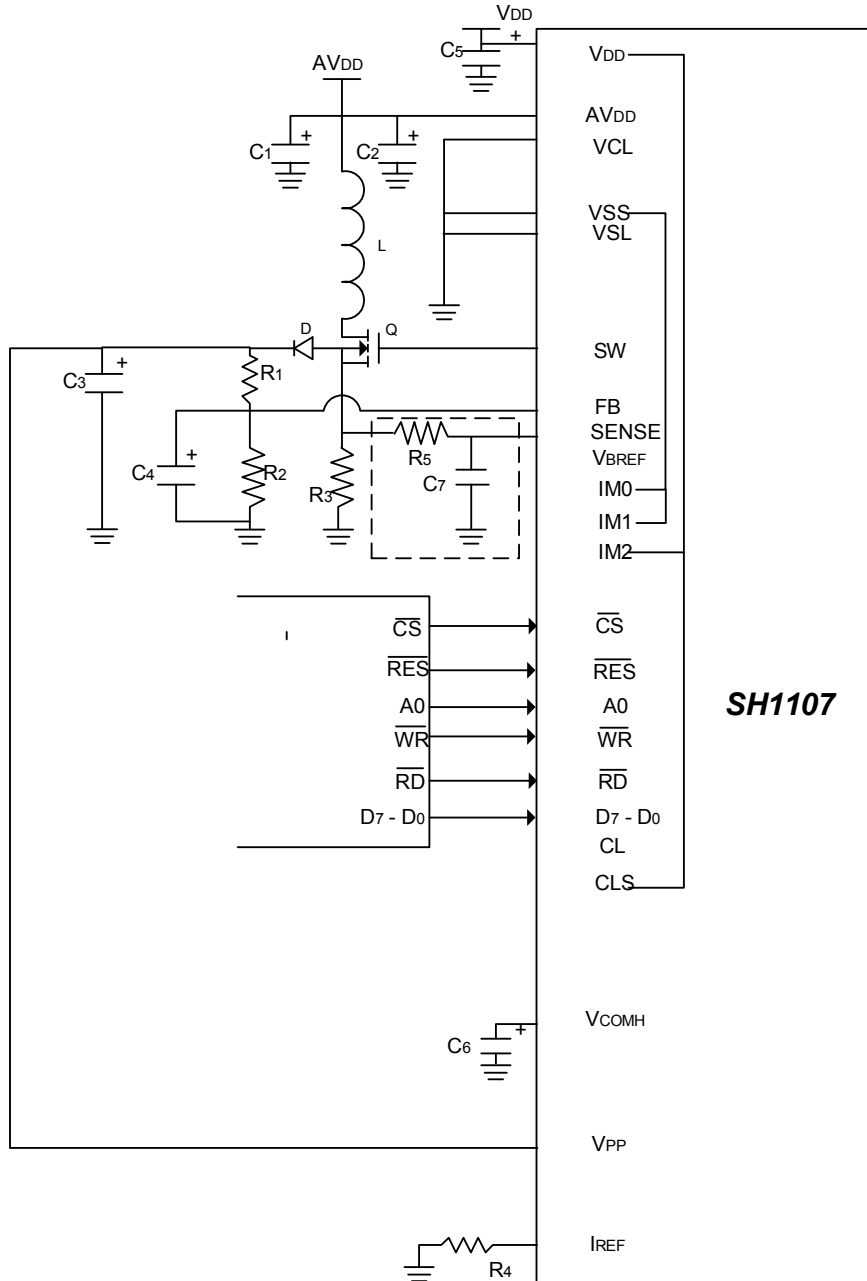 VDD
C5
+
VDD
AVDD
AVDD
C1
+
C2
+
VCL
VSS
VSL
L
D
Q
SW
C3
+
R1
FB
SENSE
R5
VBREF
C4
+
R2
R3
C7
IM0
IM1
IM2
CS
CS
RES
RES
A0
A0
WR
WR
RD
RD
D7 - D0
D7 - D0
CL
CLS
SH1107
VCOMH
C6
+
VPP
IREF
R4